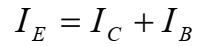 I_E = I_C + I_B